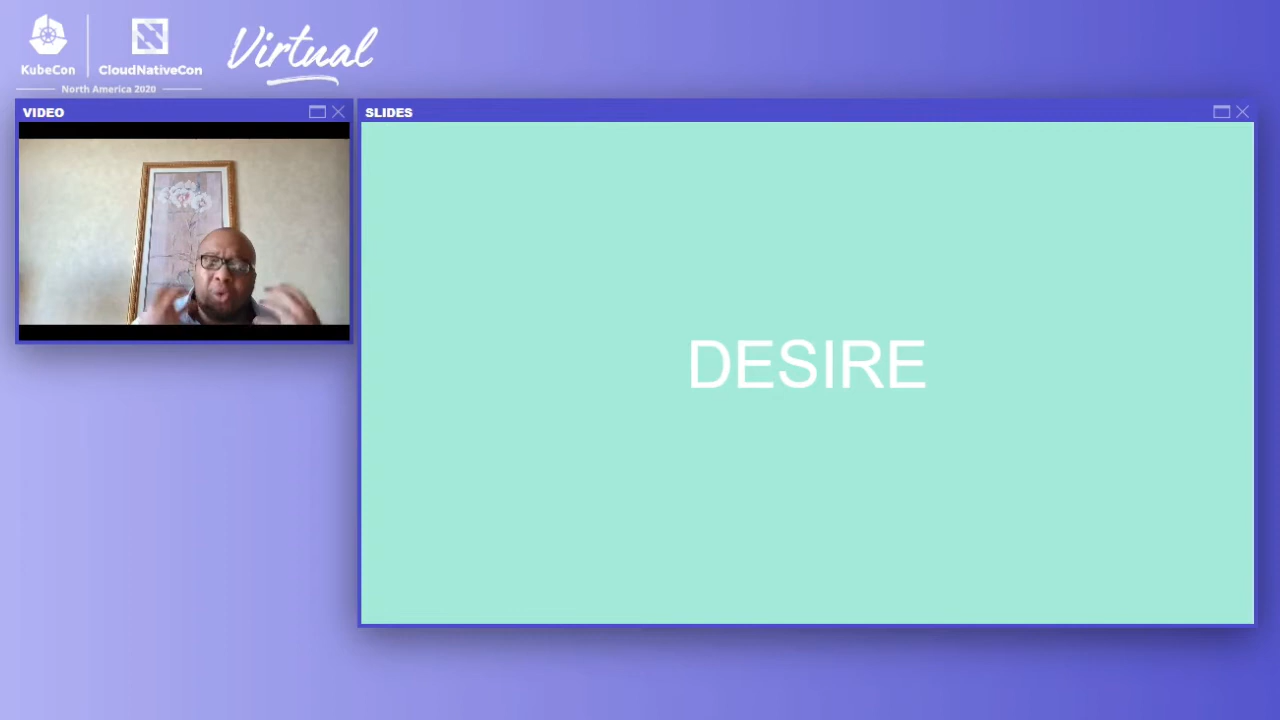 KubeCon
CloudNativeCon
Virtual
North America 2020
VIDEO
SLIDES
DESIRE